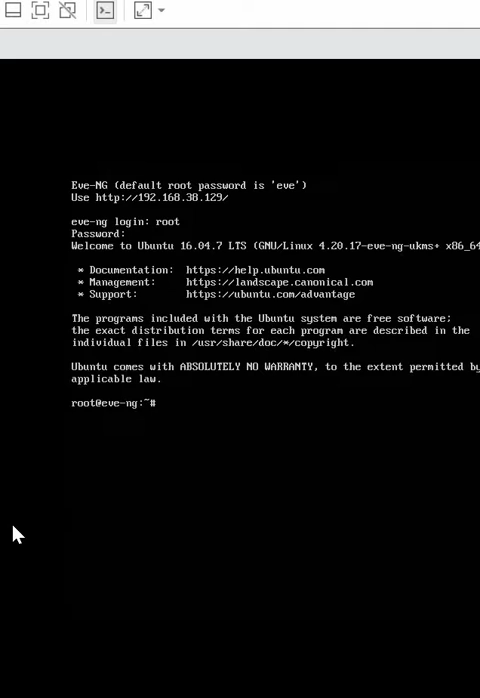 Eve-NG (default root password is 'eve')
Use http://192.168.38.129/
eve-ng login: root
Password:
Welcome to Ubuntu 16.04.7 LTS (GNU/Linux 4.20.17-eve-ng-ukms+ x86_64
* Documentation: https://help.ubuntu.com
* Management: https://landscape.canonical.com
* Support: https://ubuntu.com/advantage
The programs included with the Ubuntu system are free software;
the exact distribution terms for each program are described in the
individual files in /usr/share/doc/*/copyright.
Ubuntu comes with ABSOLUTELY NO WARRANTY, to the extent permitted by
applicable law.
root@eve-ng:~#